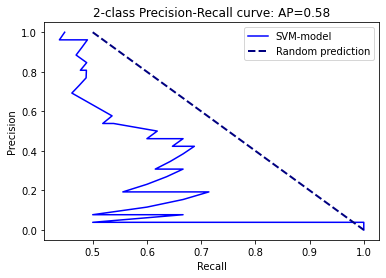 2-class Precision-Recall curve: AP=0.58
SVM-model
Random prediction
Precision
1.0
0.8
0.6
0.4
0.2
0.0
0.5 0.6 0.7 0.8 0.9 1.0
Recall